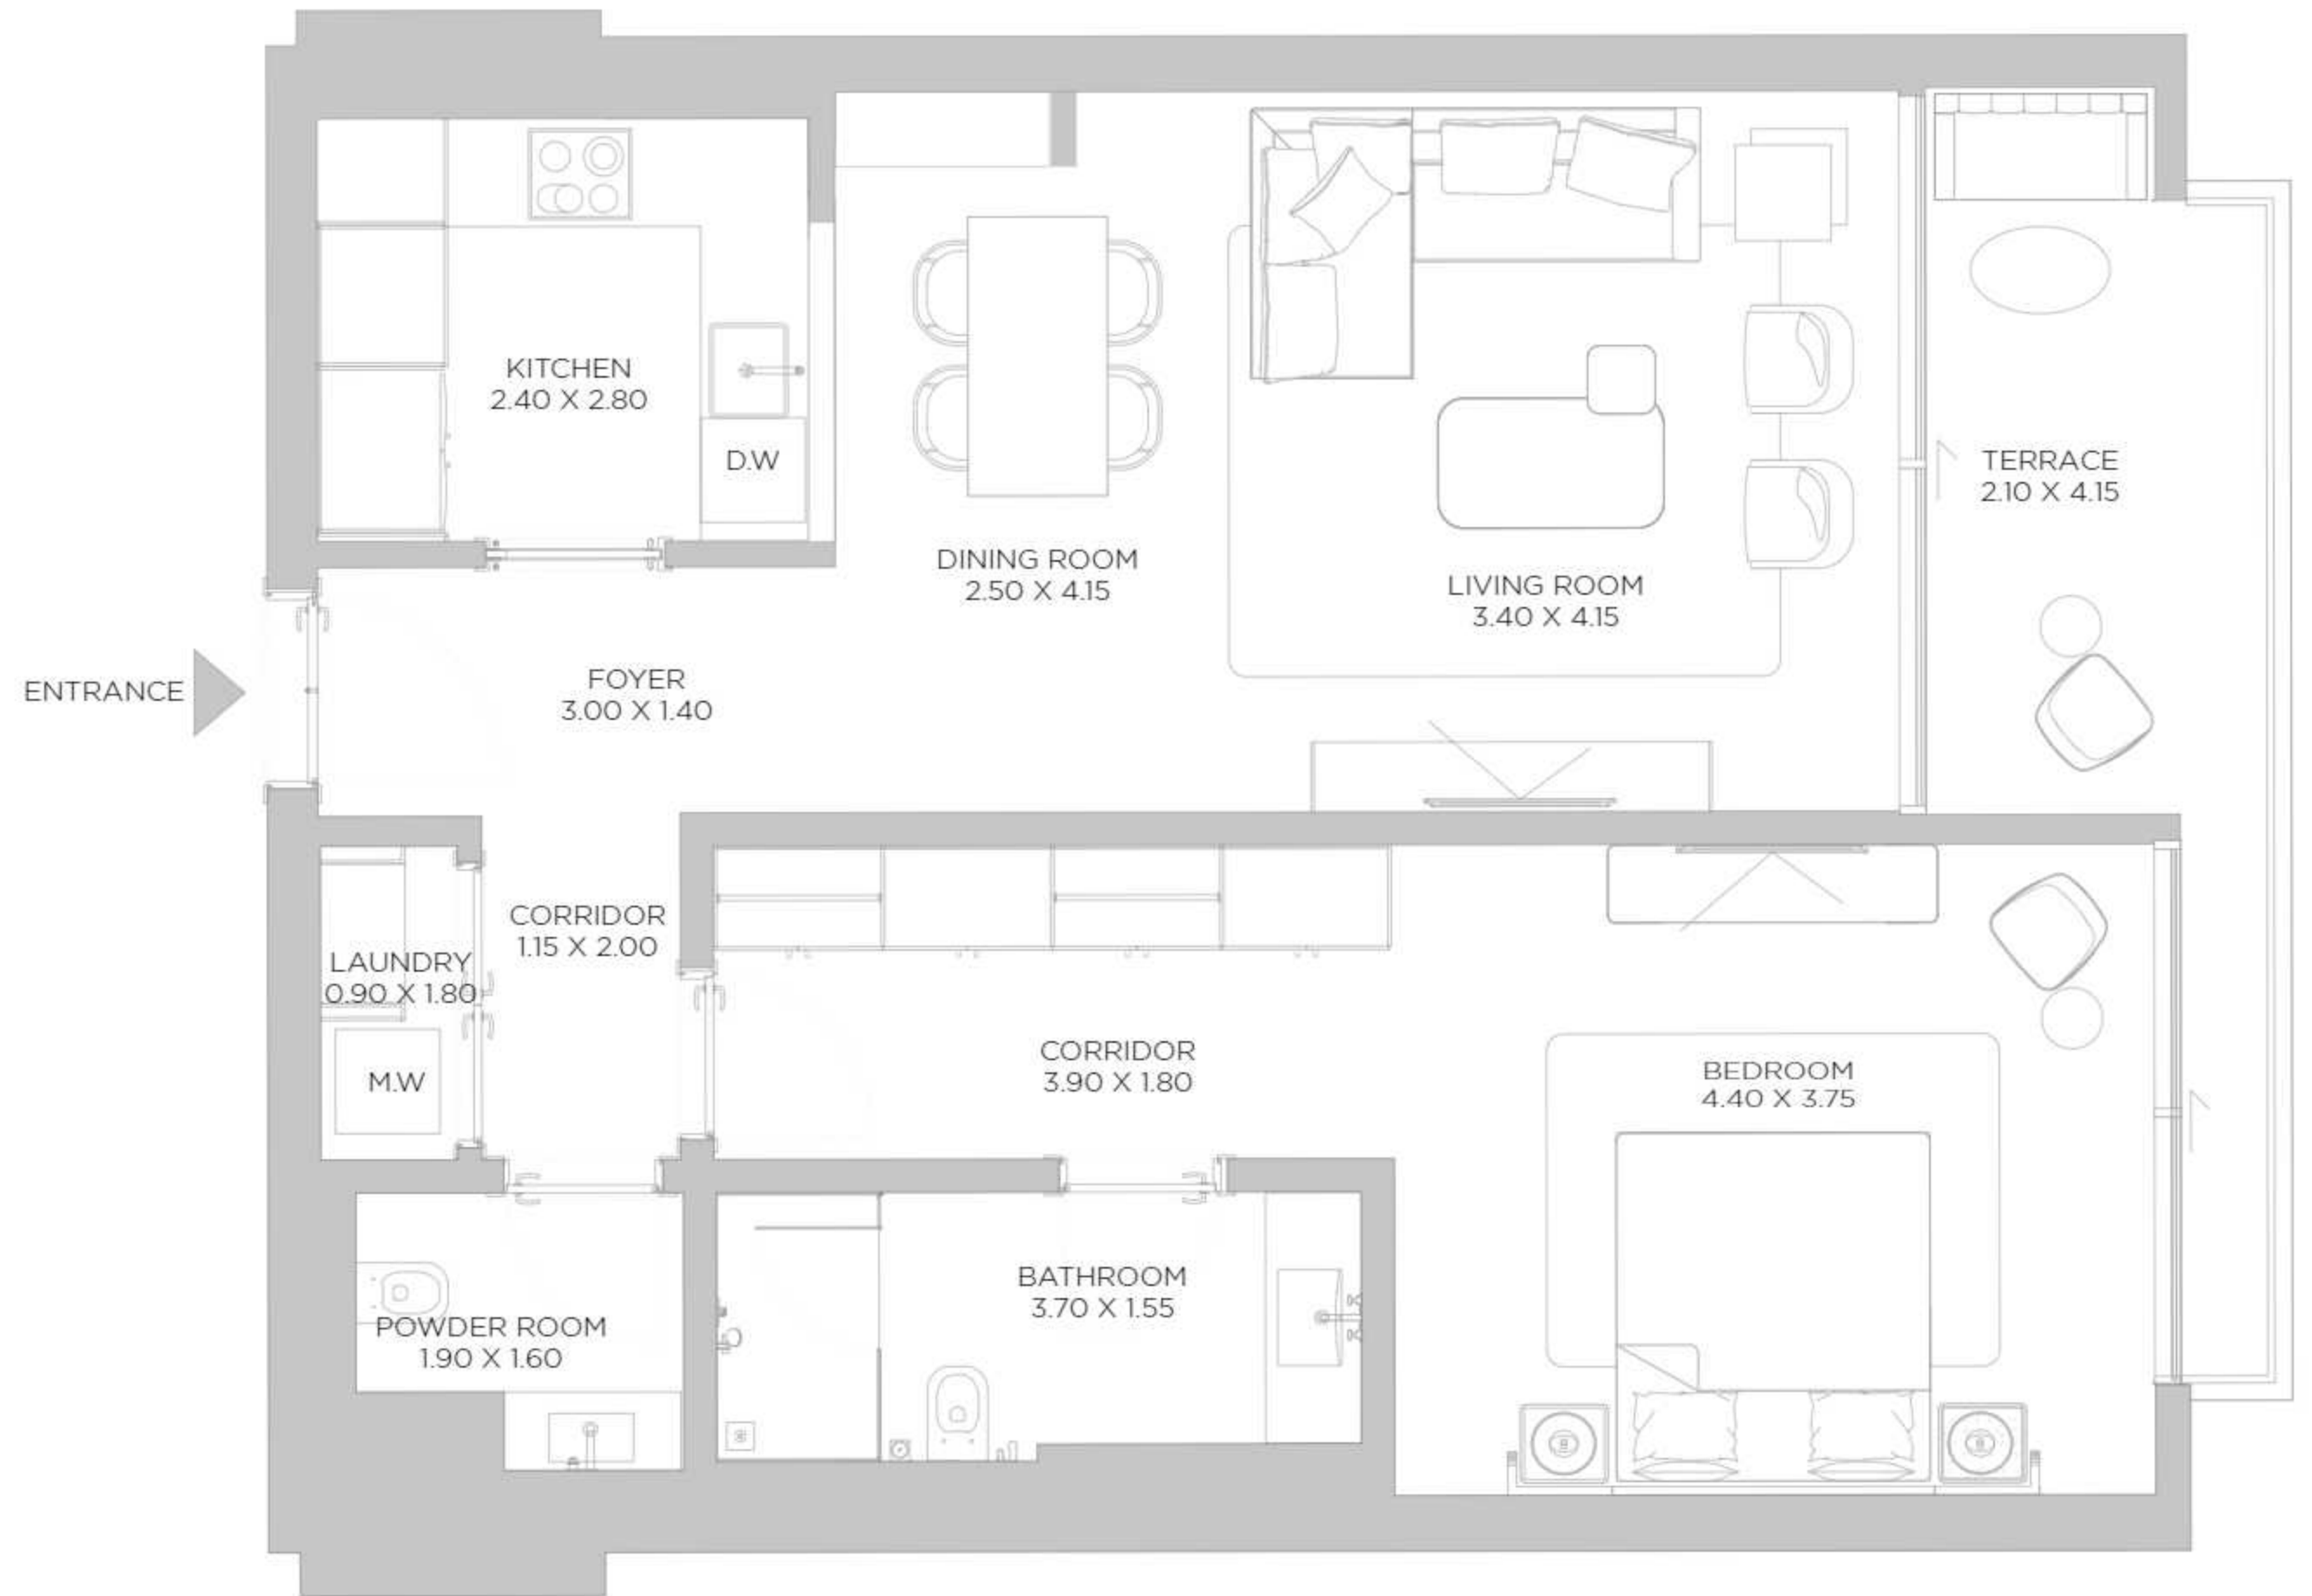 KITCHEN
2.40 X 2.80
D.W
DINING ROOM
2.50 X 4.15
LIVING ROOM
3.40 X 4.15
TERRACE
2.10 X 4.15
ENTRANCE
FOYER
3.00 X 1.40
CORRIDOR
1.15 X 2.00
LAUNDRY
0.90 X 1.80
M.W
CORRIDOR
3.90 X 1.80
BEDROOM
4.40 X 3.75
POWDER ROOM
1.90 X 1.60
BATHROOM
3.70 X 1.55